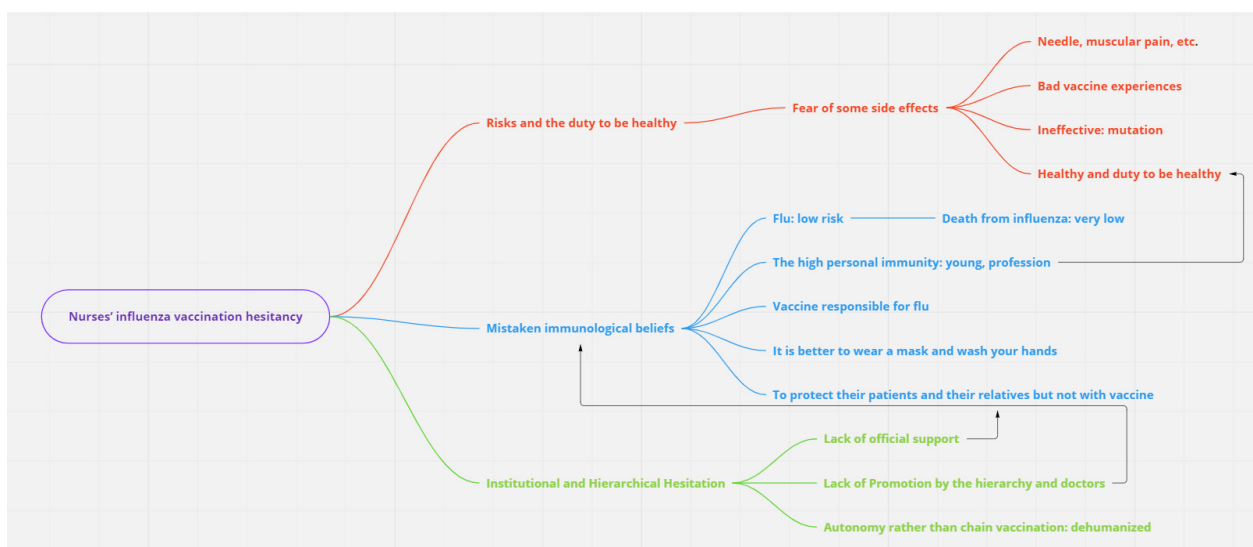 Nurses’ influenza vaccination hesitancy
Risks and the duty to be healthy
Fear of some side effects
Needle, muscular pain, etc.
Bad vaccine experiences
Ineffective: mutation
Healthy and duty to be healthy
Mistaken immunological beliefs
Flu: low risk
Death from influenza: very low
The high personal immunity: young, profession
Vaccine responsible for flu
It is better to wear a mask and wash your hands
To protect their patients and their relatives but not with vaccine
Institutional and Hierarchical Hesitation
Lack of official support
Lack of Promotion by the hierarchy and doctors
Autonomy rather than chain vaccination: dehumanized